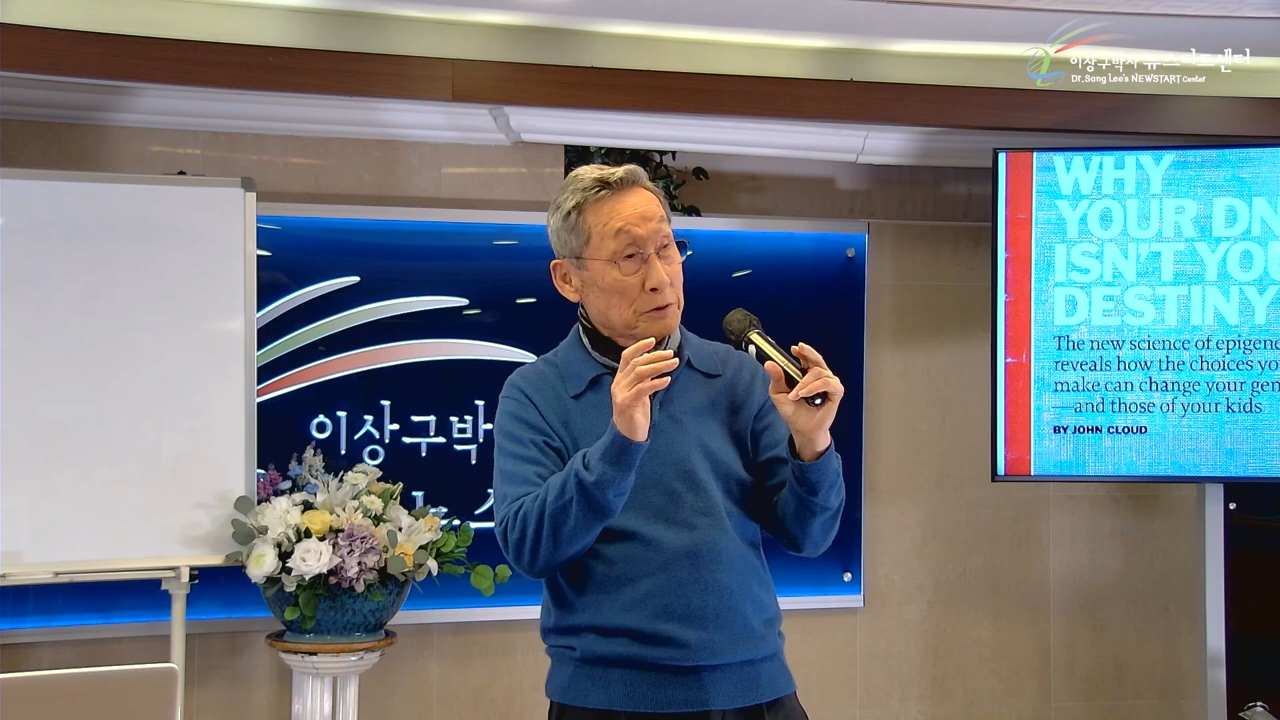 이상구박사 뉴스타트센터
Dr. Sang Lee's NEWSTART Center
WHY
YOUR DN
ISN'T YOU
DESTINY
The new science of epigene
reveals how the choices yo
make can change your gen
—and those of your kids
BY JOHN CLOUD
이상구박